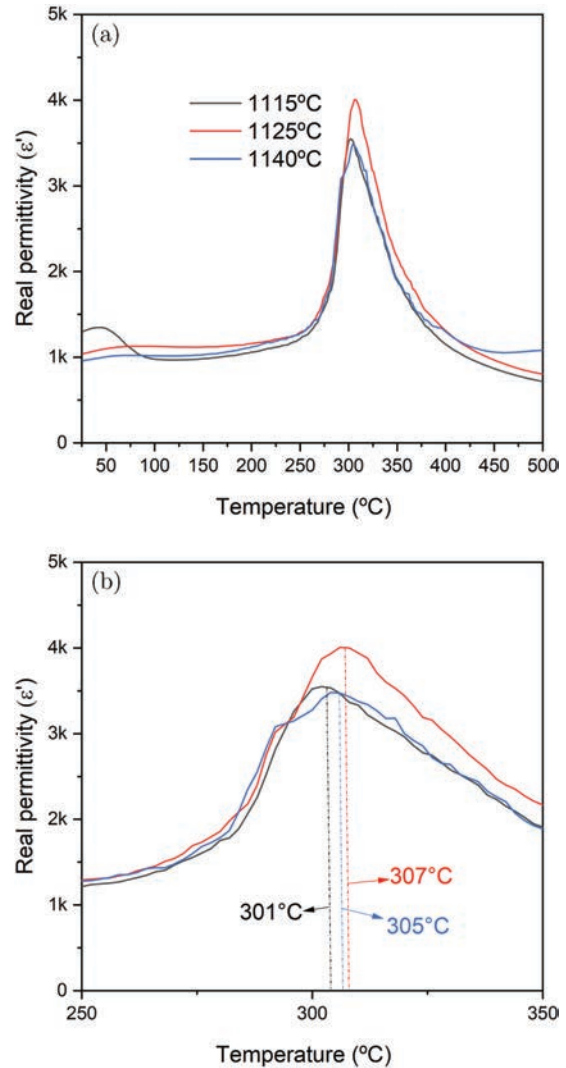 (a)
5k
4k
3k
2k
1k
0
Real permittivity (ε')
1115ºC
1125ºC
1140ºC
25 50 100 150 200 250 300 350 400 450 500
Temperature (ºC)
(b)
5k
4k
3k
2k
1k
0
Real permittivity (ε')
307°C
301°C
305°C
250 300 350
Temperature (ºC)